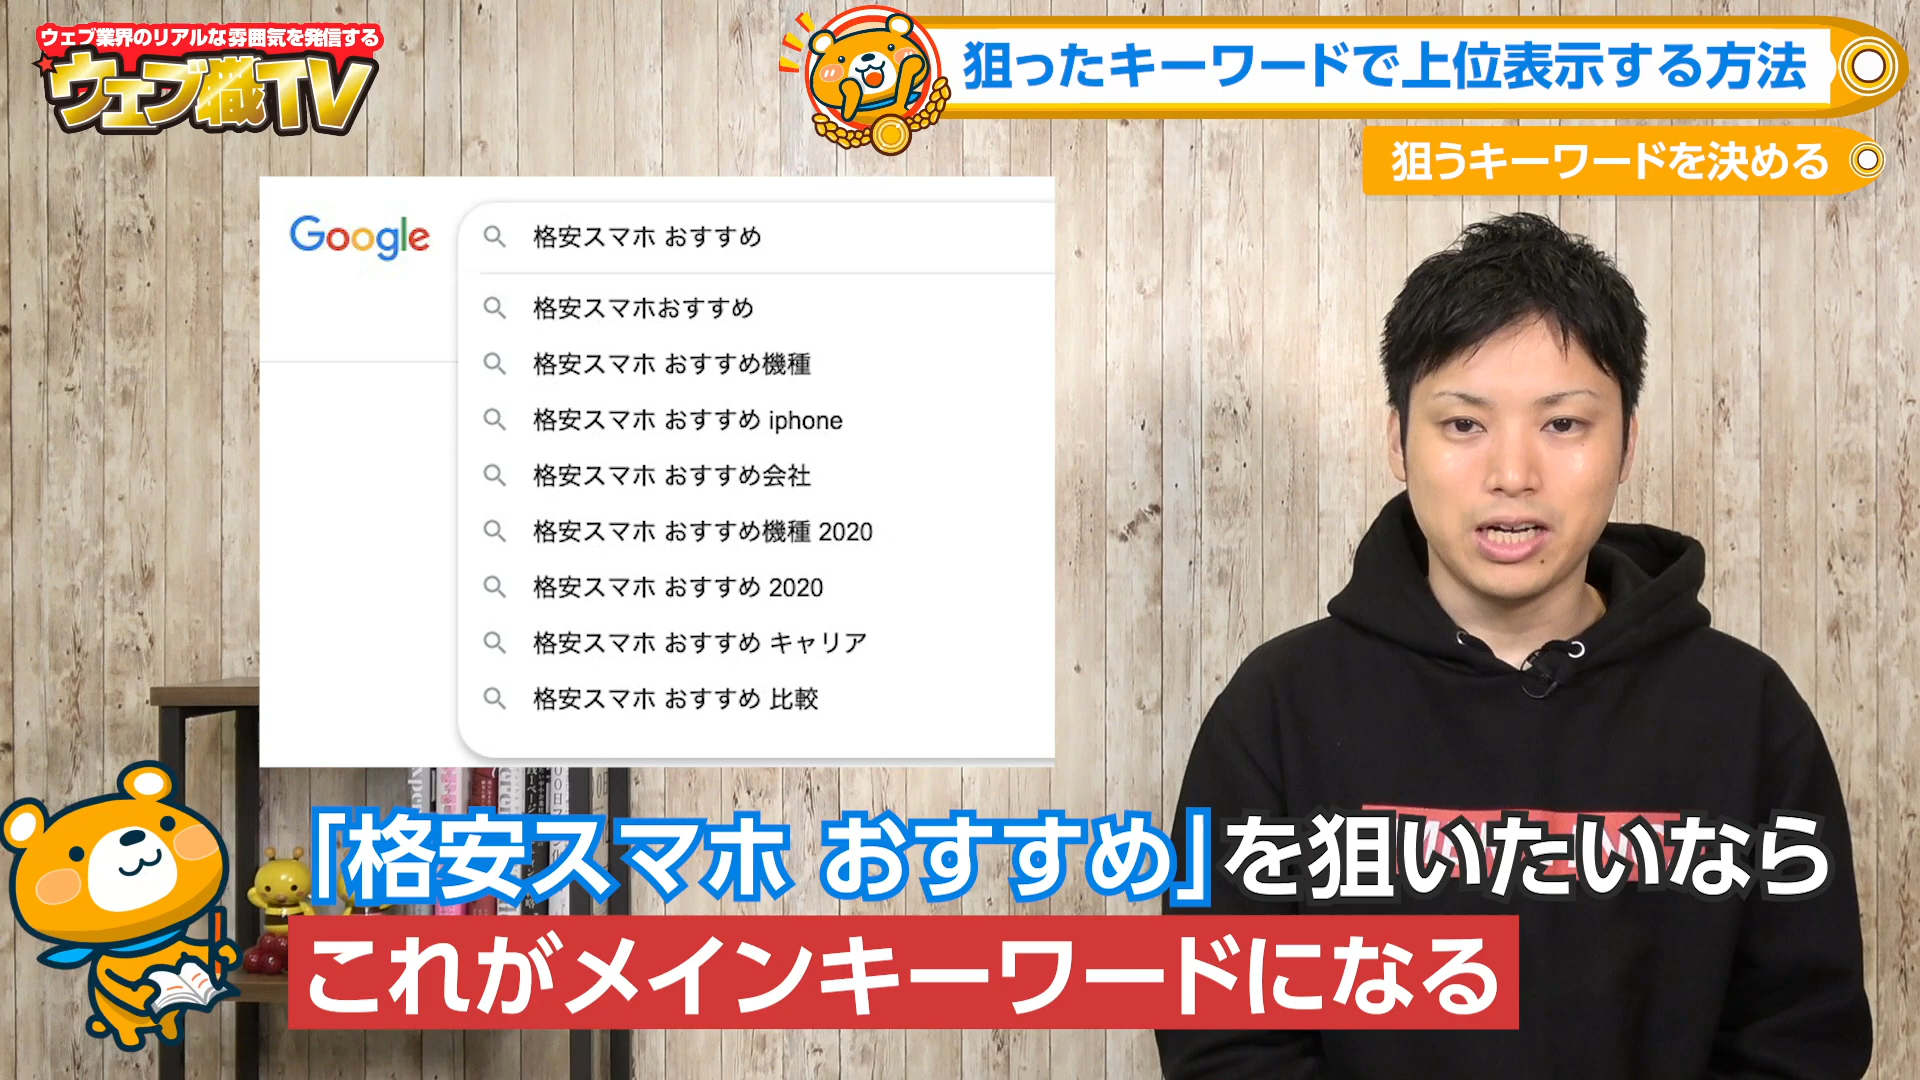 ウェブ業界のリアルな雰囲気を発信する
ウェブ職TV
狙ったキーワードで上位表示する方法
狙うキーワードを決める
Google
格安スマホ おすすめ
格安スマホおすすめ
格安スマホ おすすめ機種
格安スマホ おすすめ iphone
格安スマホ おすすめ会社
格安スマホ おすすめ機種 2020
格安スマホ おすすめ 2020
格安スマホ おすすめ キャリア
格安スマホ おすすめ 比較
「格安スマホ おすすめ」を狙いたいなら
これがメインキーワードになる